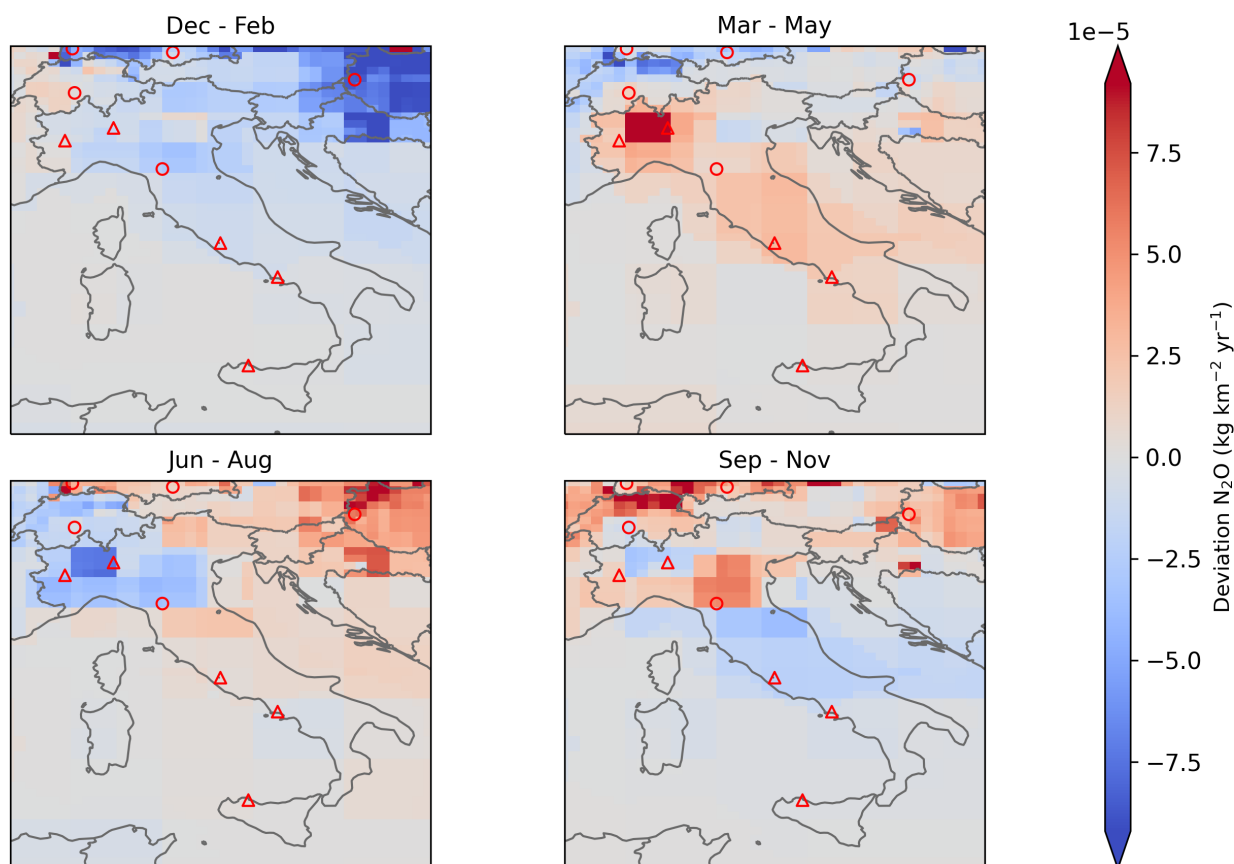 Dec - Feb
Mar - May
1e−5
7.5
5.0
2.5
0.0
−2.5
−5.0
−7.5
Deviation N₂O (kg km⁻² yr⁻¹)
Jun - Aug
Sep - Nov